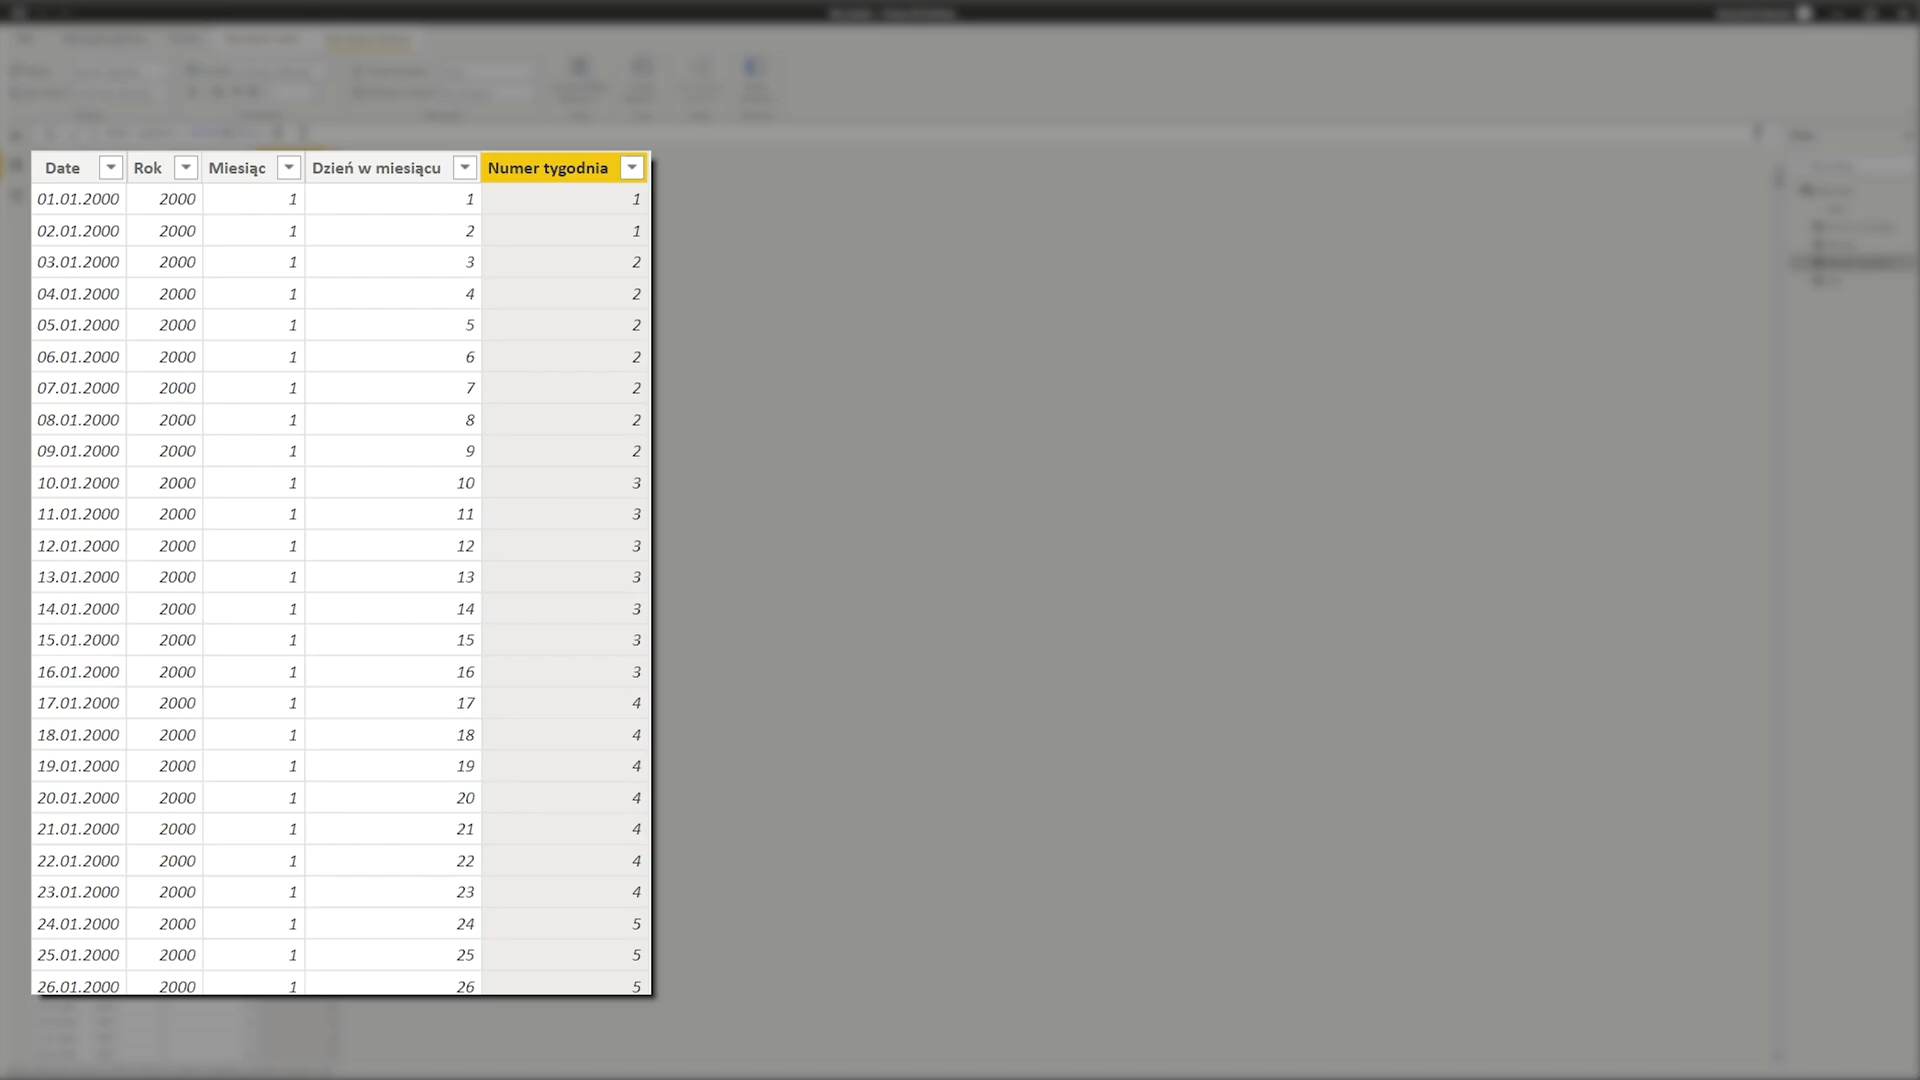 Date Rok Miesiąc Dzień w miesiącu Numer tygodnia
01.01.2000 2000 1 1 1
02.01.2000 2000 1 2 1
03.01.2000 2000 1 3 2
04.01.2000 2000 1 4 2
05.01.2000 2000 1 5 2
06.01.2000 2000 1 6 2
07.01.2000 2000 1 7 2
08.01.2000 2000 1 8 2
09.01.2000 2000 1 9 2
10.01.2000 2000 1 10 3
11.01.2000 2000 1 11 3
12.01.2000 2000 1 12 3
13.01.2000 2000 1 13 3
14.01.2000 2000 1 14 3
15.01.2000 2000 1 15 3
16.01.2000 2000 1 16 3
17.01.2000 2000 1 17 4
18.01.2000 2000 1 18 4
19.01.2000 2000 1 19 4
20.01.2000 2000 1 20 4
21.01.2000 2000 1 21 4
22.01.2000 2000 1 22 4
23.01.2000 2000 1 23 4
24.01.2000 2000 1 24 5
25.01.2000 2000 1 25 5
26.01.2000 2000 1 26 5